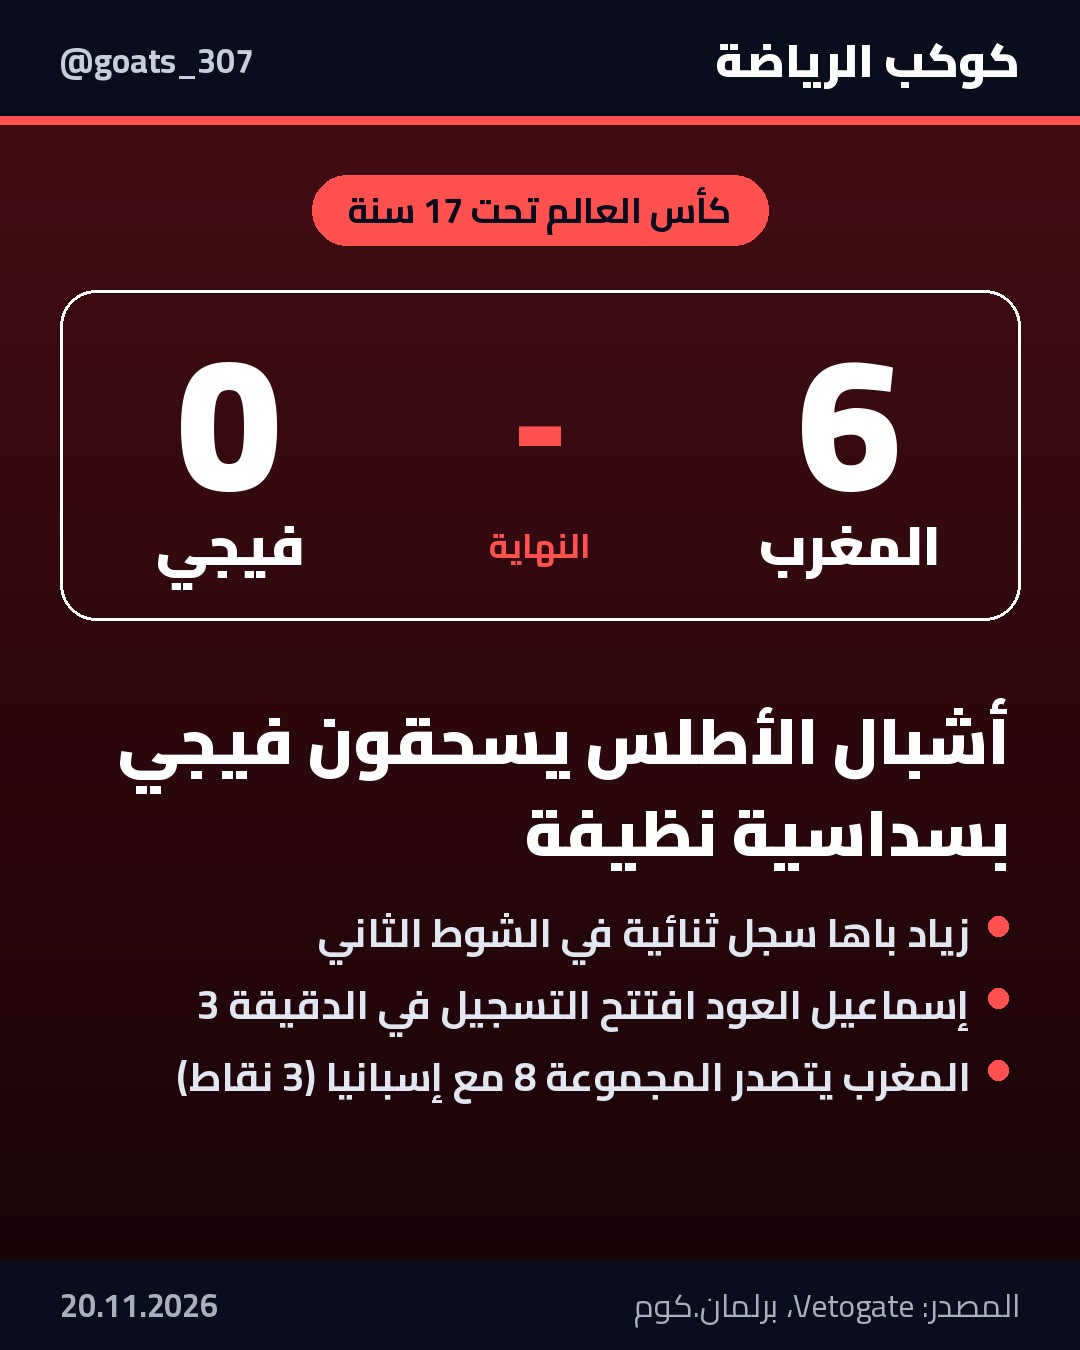 كوكب الرياضة
@goats_307
كأس العالم تحت 17 سنة
6 - 0
المغرب
النهاية
فيجي
أشبال الأطلس يسحقون فيجي
بسداسية نظيفة
زياد باها سجل ثنائية في الشوط الثاني
إسماعيل العود افتتح التسجيل في الدقيقة 3
المغرب يتصدر المجموعة 8 مع إسبانيا (3 نقاط)
المصدر: Vetogate، برلمان.كوم
20.11.2026